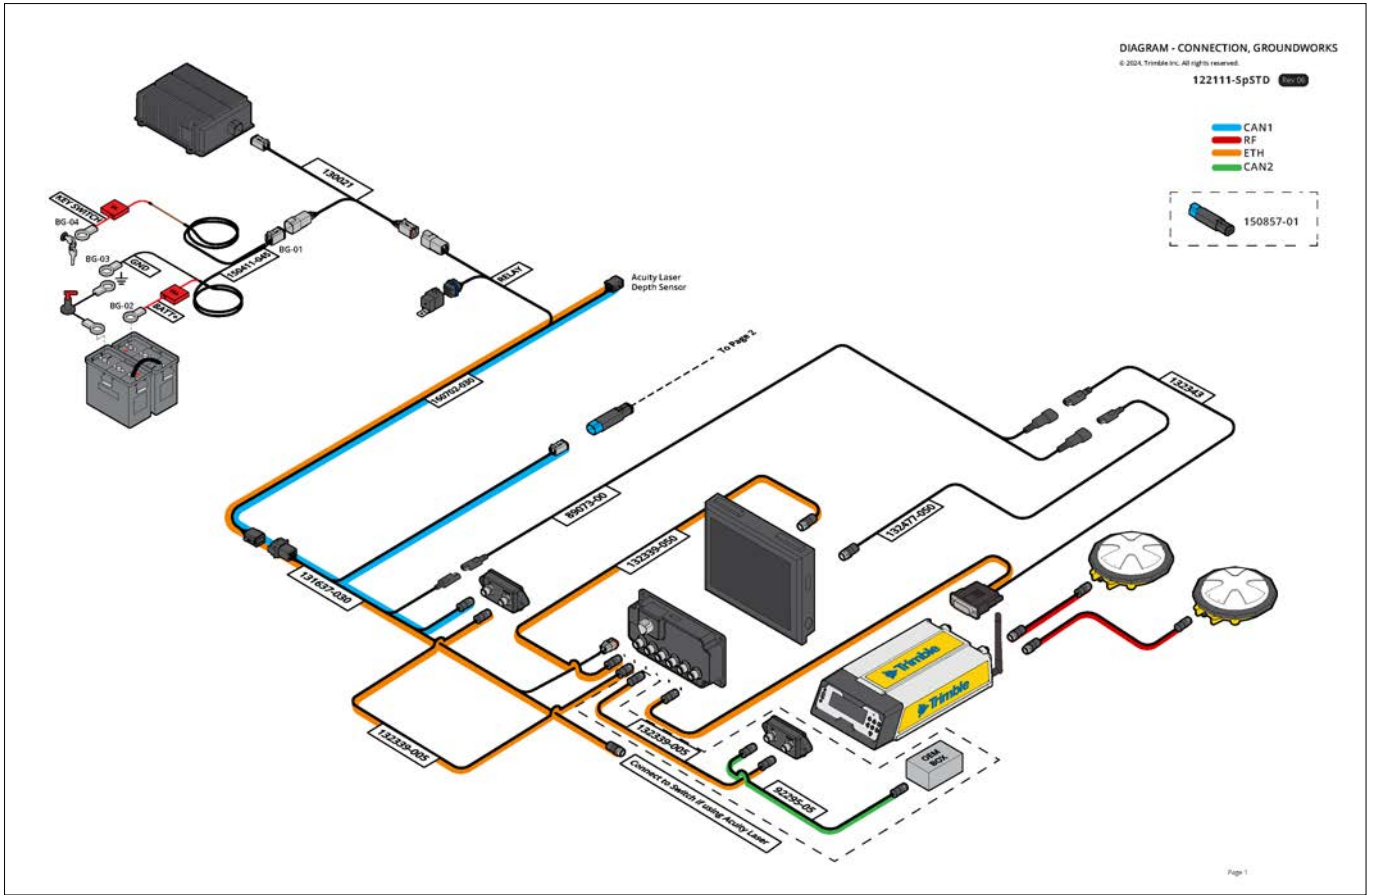 DIAGRAM - CONNECTION, GROUNDWORKS
© 2024, Trimble Inc. All rights reserved.
122111-SpSTD Rev 06
CAN1
RF
ETH
CAN2
150857-01
130021
KEY SWITCH
BG-04
BG-01
BG-03
GND
150411-045
RELAY
Acuity Laser
Depth Sensor
BG-02
BATT+
To Page 2
160702-030
132343
89073-00
132477-050
132339-050
131637-030
Trimble
Trimble
132339-005
132339-005
OEM
BOX
92295-05
Connect to Switch if using Acuity Laser
Page 1